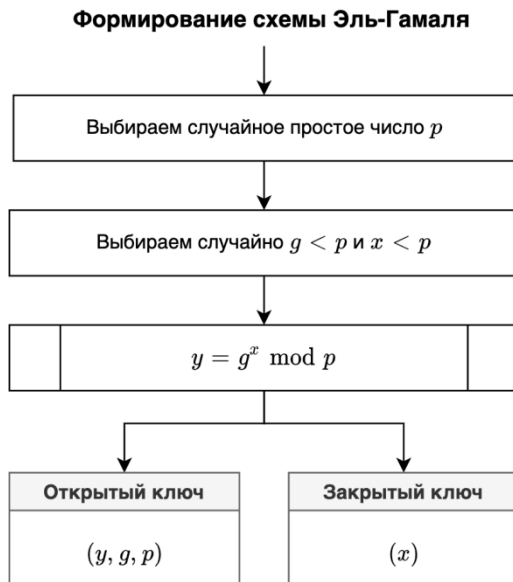 Формирование схемы Эль-Гамаля
Выбираем случайное простое число p
Выбираем случайно g < p и x < p
y = g^x mod p
Открытый ключ
(y, g, p)
Закрытый ключ
(x)